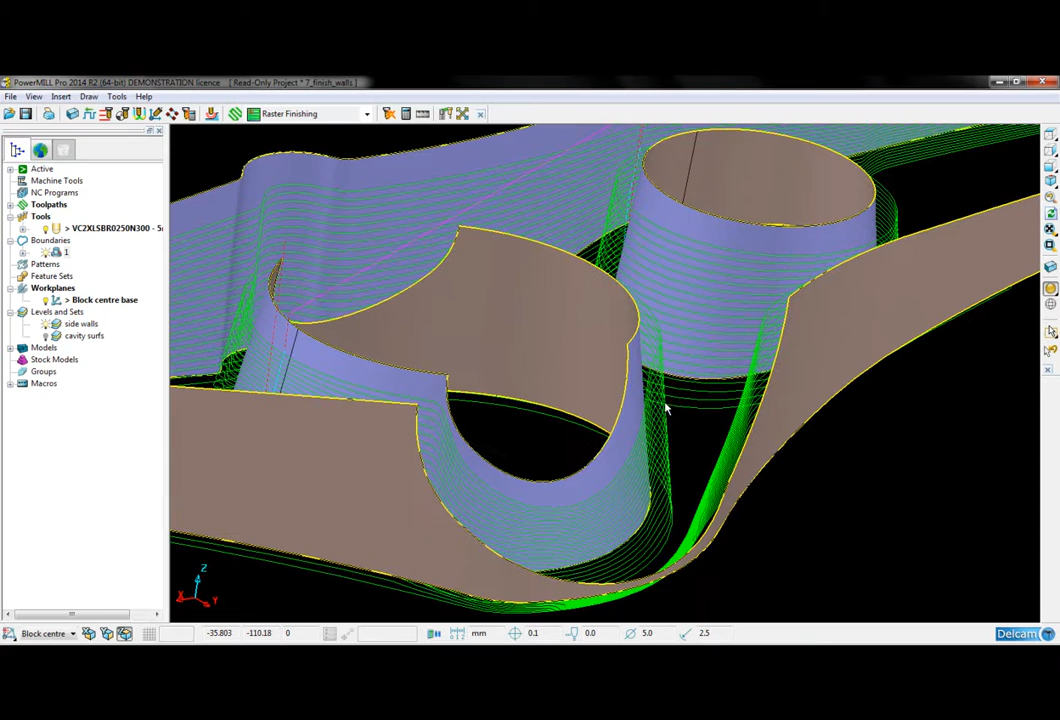 PowerMILL Pro 2014 R2 (64-bit) DEMONSTRATION licence [ Read-Only Project * 7_finish_walls]
File View Insert Draw Tools Help
Raster Finishing
Active
Machine Tools
NC Programs
Toolpaths
Tools
> VC2XLSBR0250N300 - 5
Boundaries
1
Patterns
Feature Sets
Workplanes
> Block centre base
Levels and Sets
side walls
cavity surfs
Models
Stock Models
Groups
Macros
Z
X
Y
Block centre
-35.803 -110.18 0 mm 0.1 0.0 5.0 2.5
Delcam